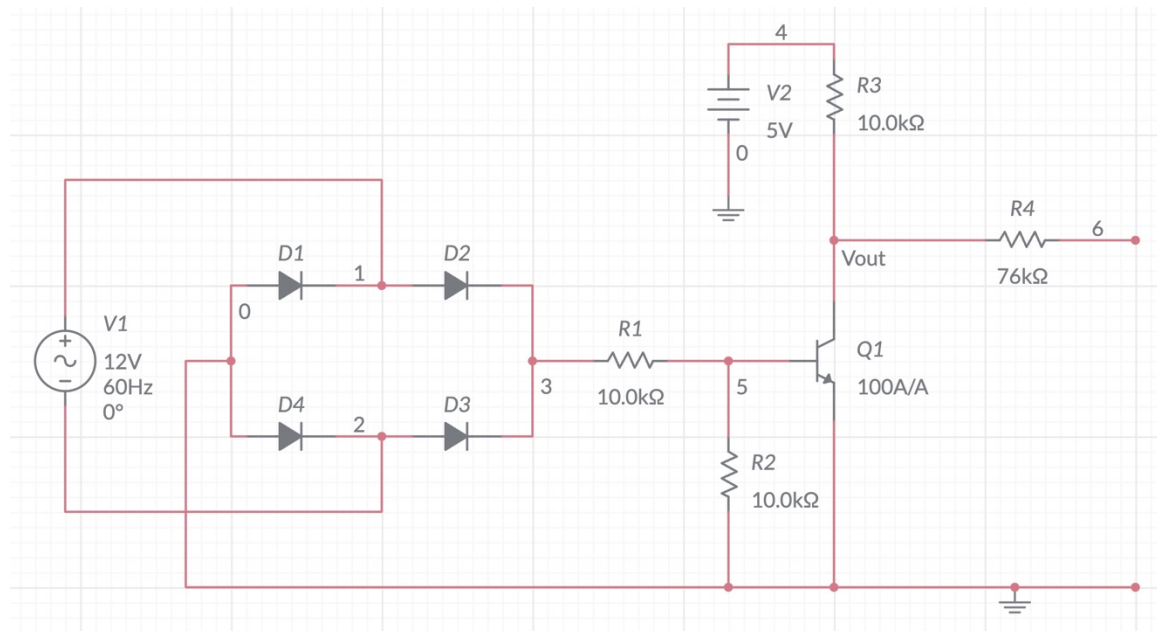 4
V2
5V
0
R3
10.0kΩ
R4
6
76kΩ
Vout
D1
1
D2
0
V1
12V
60Hz
0°
R1
10.0kΩ
3
5
Q1
100A/A
D4
2
D3
R2
10.0kΩ